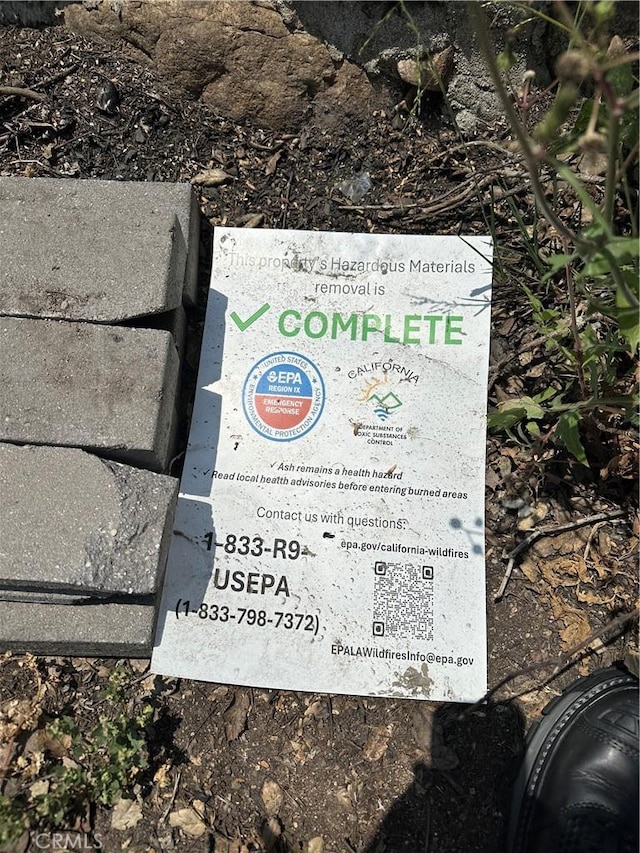 This property's Hazardous Materials
removal is
✓ COMPLETE
UNITED STATES
EPA
REGION IX
EMERGENCY
RESPONSE
ENVIRONMENTAL PROTECTION AGENCY
CALIFORNIA
DEPARTMENT OF
TOXIC SUBSTANCES
CONTROL
✓ Ash remains a health hazard
✓ Read local health advisories before entering burned areas
Contact us with questions:
1-833-R9-
USEPA
(1-833-798-7372)
epa.gov/california-wildfires
EPALAWildfiresInfo@epa.gov
CRMLS